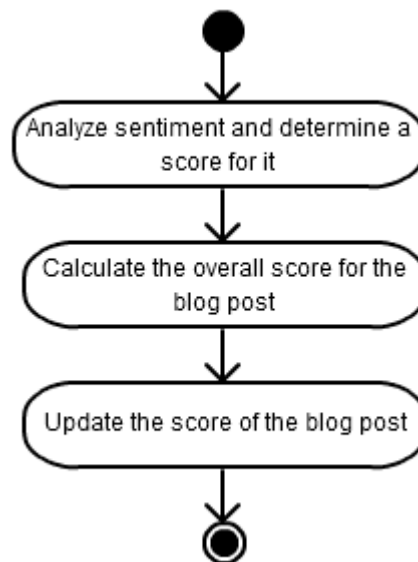 Analyze sentiment and determine a
score for it
Calculate the overall score for the
blog post
Update the score of the blog post